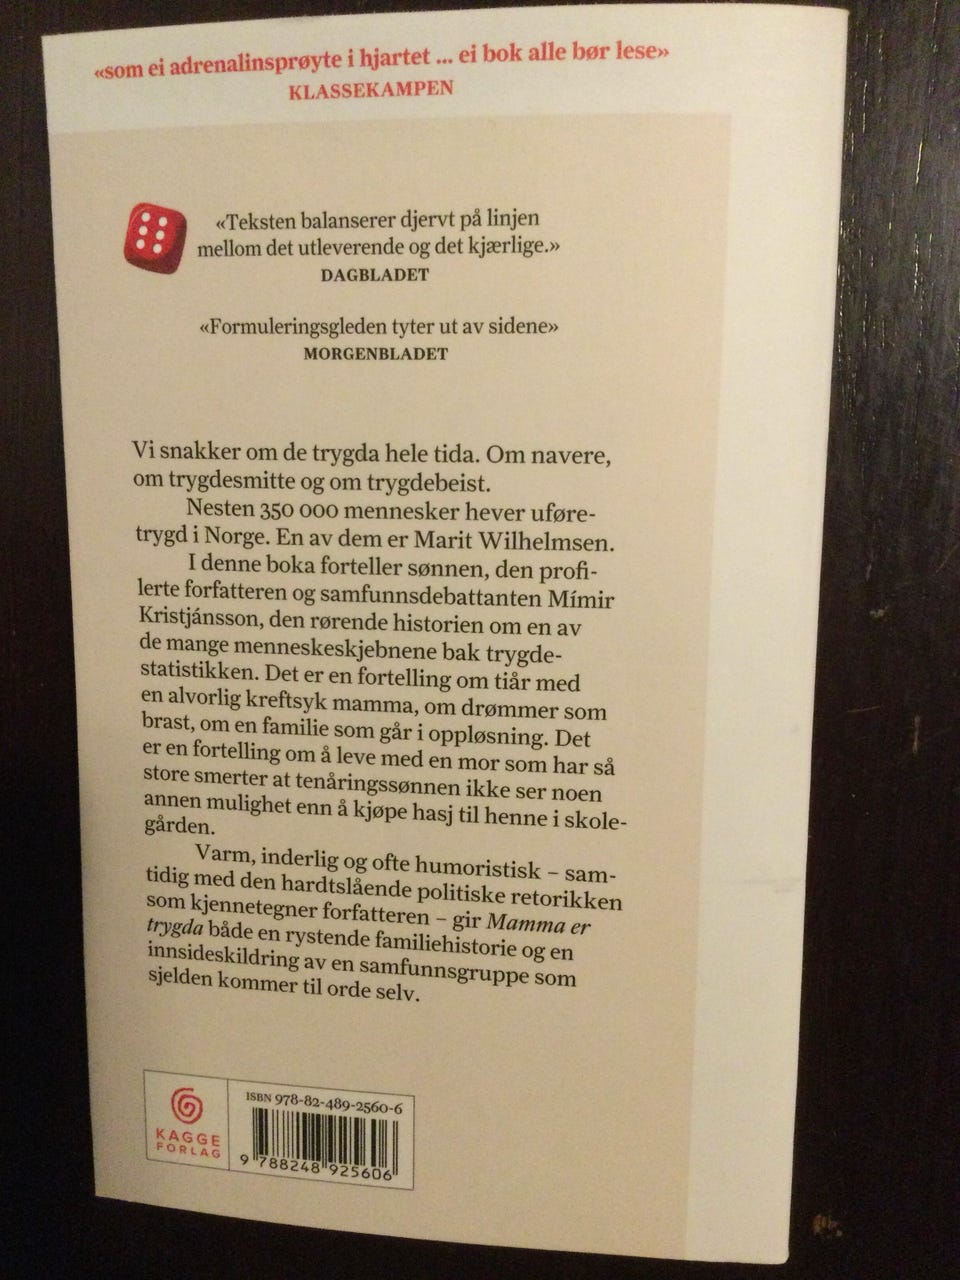 «som ei adrenalinsprøyte i hjartet ... ei bok alle bør lese»
KLASSEKAMPEN
«Teksten balanserer djervt på linjen
mellom det utleverende og det kjærlige.»
DAGBLADET
«Formuleringsgleden tyter ut av sidene»
MORGENBLADET
Vi snakker om de trygda hele tida. Om navere,
om trygdesmitte og om trygdebeist.
Nesten 350 000 mennesker hever uføre-
trygd i Norge. En av dem er Marit Wilhelmsen.
I denne boka forteller sønnen, den profi-
lerte forfatteren og samfunnsdebattanten Mímir
Kristjánsson, den rørende historien om en av
de mange menneskeskjebnene bak trygde-
statistikken. Det er en fortelling om tiår med
en alvorlig kreftsyk mamma, om drømmer som
brast, om en familie som går i oppløsning. Det
er en fortelling om å leve med en mor som har så
store smerter at tenåringssønnen ikke ser noen
annen mulighet enn å kjøpe hasj til henne i skole-
gården.
Varm, inderlig og ofte humoristisk – sam-
tidig med den hardtslående politiske retorikken
som kjennetegner forfatteren – gir Mamma er
trygda både en rystende familiehistorie og en
innsideskildring av en samfunnsgruppe som
sjelden kommer til orde selv.
KAGGE
FORLAG
ISBN 978-82-489-2560-6
9 788248 925606